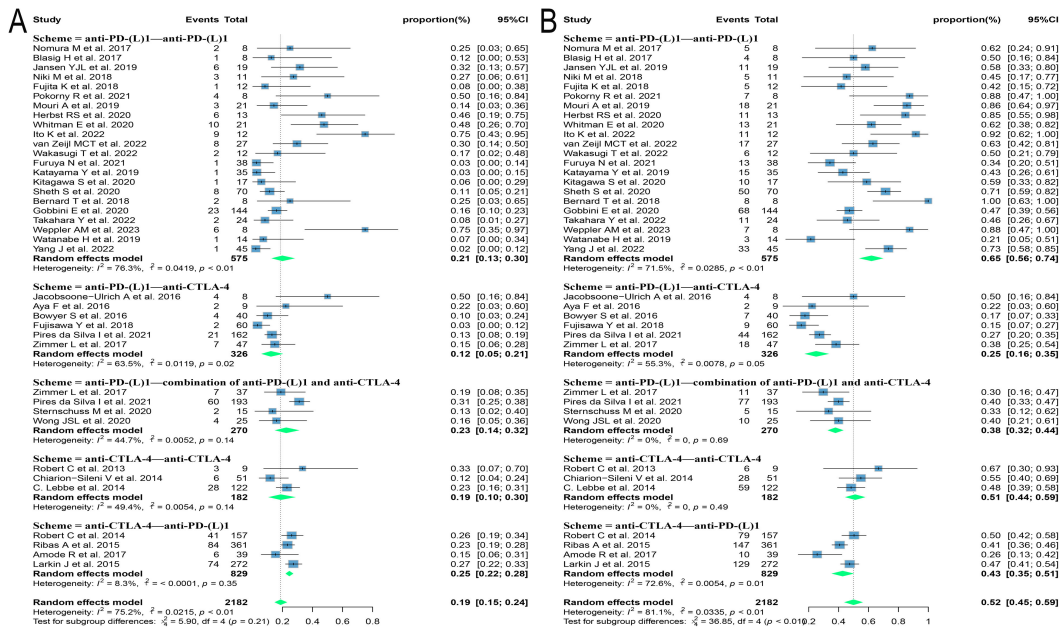 A
Study Events Total proportion(%) 95%CI
Scheme = anti-PD-(L)1—anti-PD-(L)1
Nomura M et al. 2017 2 8 0.25 [0.03; 0.65]
Blasig H et al. 2017 1 8 0.12 [0.00; 0.53]
Jansen YJL et al. 2019 6 19 0.32 [0.13; 0.57]
Niki M et al. 2018 3 11 0.27 [0.06; 0.61]
Fujita K et al. 2018 1 12 0.08 [0.00; 0.38]
Pokorny R et al. 2021 4 8 0.50 [0.16; 0.84]
Mouri A et al. 2019 3 21 0.14 [0.03; 0.36]
Herbst RS et al. 2020 6 13 0.46 [0.19; 0.75]
Whitman E et al. 2020 10 21 0.48 [0.26; 0.70]
Ito K et al. 2022 9 12 0.75 [0.43; 0.95]
van Zeijl MCT et al. 2022 8 27 0.30 [0.14; 0.50]
Wakasugi T et al. 2022 2 12 0.17 [0.02; 0.48]
Furuya N et al. 2021 1 38 0.03 [0.00; 0.14]
Katayama Y et al. 2019 1 35 0.03 [0.00; 0.15]
Kitagawa S et al. 2020 1 17 0.06 [0.00; 0.29]
Sheth S et al. 2020 8 70 0.11 [0.05; 0.21]
Bernard T et al. 2018 2 8 0.25 [0.03; 0.65]
Gobbini E et al. 2020 23 144 0.16 [0.10; 0.23]
Takahara Y et al. 2022 2 24 0.08 [0.01; 0.27]
Weppler AM et al. 2023 6 8 0.75 [0.35; 0.97]
Watanabe H et al. 2019 1 14 0.07 [0.00; 0.34]
Yang J et al. 2022 1 45 0.02 [0.00; 0.12]
Random effects model 575 0.21 [0.13; 0.30]
Heterogeneity: I² = 76.3%, τ² = 0.0419, p < 0.01
Scheme = anti-PD-(L)1—anti-CTLA-4
Jacobsoone-Ulrich A et al. 2016 4 8 0.50 [0.16; 0.84]
Aya F et al. 2016 2 9 0.22 [0.03; 0.60]
Bowyer S et al. 2016 4 40 0.10 [0.03; 0.24]
Fujisawa Y et al. 2018 2 60 0.03 [0.00; 0.12]
Pires da Silva I et al. 2021 21 162 0.13 [0.08; 0.19]
Zimmer L et al. 2017 7 47 0.15 [0.06; 0.28]
Random effects model 326 0.12 [0.05; 0.21]
Heterogeneity: I² = 63.5%, τ² = 0.0119, p = 0.02
Scheme = anti-PD-(L)1—combination of anti-PD-(L)1 and anti-CTLA-4
Zimmer L et al. 2017 7 37 0.19 [0.08; 0.35]
Pires da Silva I et al. 2021 60 193 0.31 [0.25; 0.38]
Sternschuss M et al. 2020 2 15 0.13 [0.02; 0.40]
Wong JSL et al. 2020 4 25 0.16 [0.05; 0.36]
Random effects model 270 0.23 [0.14; 0.32]
Heterogeneity: I² = 44.7%, τ² = 0.0052, p = 0.14
Scheme = anti-CTLA-4—anti-CTLA-4
Robert C et al. 2013 3 9 0.33 [0.07; 0.70]
Chiarion-Sileni V et al. 2014 6 51 0.12 [0.04; 0.24]
C. Lebbe et al. 2014 28 122 0.23 [0.16; 0.31]
Random effects model 182 0.19 [0.10; 0.30]
Heterogeneity: I² = 49.4%, τ² = 0.0054, p = 0.14
Scheme = anti-CTLA-4—anti-PD-(L)1
Robert C et al. 2014 41 157 0.26 [0.19; 0.34]
Ribas A et al. 2015 84 361 0.23 [0.19; 0.28]
Amode R et al. 2017 6 39 0.15 [0.06; 0.31]
Larkin J et al. 2015 74 272 0.27 [0.22; 0.33]
Random effects model 829 0.25 [0.22; 0.28]
Heterogeneity: I² = 8.3%, τ² = < 0.0001, p = 0.35
Random effects model 2182 0.19 [0.15; 0.24]
Heterogeneity: I² = 75.2%, τ² = 0.0215, p < 0.01
Test for subgroup differences: χ²₄ = 5.90, df = 4 (p = 0.21)
0.2 0.4 0.6 0.8
B
Study Events Total proportion(%) 95%CI
Scheme = anti-PD-(L)1—anti-PD-(L)1
Nomura M et al. 2017 5 8 0.62 [0.24; 0.91]
Blasig H et al. 2017 4 8 0.50 [0.16; 0.84]
Jansen YJL et al. 2019 11 19 0.58 [0.33; 0.80]
Niki M et al. 2018 5 11 0.45 [0.17; 0.77]
Fujita K et al. 2018 5 12 0.42 [0.15; 0.72]
Pokorny R et al. 2021 7 8 0.88 [0.47; 1.00]
Mouri A et al. 2019 18 21 0.86 [0.64; 0.97]
Herbst RS et al. 2020 11 13 0.85 [0.55; 0.98]
Whitman E et al. 2020 13 21 0.62 [0.38; 0.82]
Ito K et al. 2022 11 12 0.92 [0.62; 1.00]
van Zeijl MCT et al. 2022 17 27 0.63 [0.42; 0.81]
Wakasugi T et al. 2022 6 12 0.50 [0.21; 0.79]
Furuya N et al. 2021 13 38 0.34 [0.20; 0.51]
Katayama Y et al. 2019 15 35 0.43 [0.26; 0.61]
Kitagawa S et al. 2020 10 17 0.59 [0.33; 0.82]
Sheth S et al. 2020 50 70 0.71 [0.59; 0.82]
Bernard T et al. 2018 8 8 1.00 [0.63; 1.00]
Gobbini E et al. 2020 68 144 0.47 [0.39; 0.56]
Takahara Y et al. 2022 11 24 0.46 [0.26; 0.67]
Weppler AM et al. 2023 7 8 0.88 [0.47; 1.00]
Watanabe H et al. 2019 3 14 0.21 [0.05; 0.51]
Yang J et al. 2022 33 45 0.73 [0.58; 0.85]
Random effects model 575 0.65 [0.56; 0.74]
Heterogeneity: I² = 71.5%, τ² = 0.0285, p < 0.01
Scheme = anti-PD-(L)1—anti-CTLA-4
Jacobsoone-Ulrich A et al. 2016 4 8 0.50 [0.16; 0.84]
Aya F et al. 2016 2 9 0.22 [0.03; 0.60]
Bowyer S et al. 2016 7 40 0.17 [0.07; 0.33]
Fujisawa Y et al. 2018 9 60 0.15 [0.07; 0.27]
Pires da Silva I et al. 2021 44 162 0.27 [0.20; 0.35]
Zimmer L et al. 2017 18 47 0.38 [0.25; 0.54]
Random effects model 326 0.25 [0.16; 0.35]
Heterogeneity: I² = 55.3%, τ² = 0.0078, p = 0.05
Scheme = anti-PD-(L)1—combination of anti-PD-(L)1 and anti-CTLA-4
Zimmer L et al. 2017 11 37 0.30 [0.16; 0.47]
Pires da Silva I et al. 2021 77 193 0.40 [0.33; 0.47]
Sternschuss M et al. 2020 5 15 0.33 [0.12; 0.62]
Wong JSL et al. 2020 10 25 0.40 [0.21; 0.61]
Random effects model 270 0.38 [0.32; 0.44]
Heterogeneity: I² = 0%, τ² = 0, p = 0.69
Scheme = anti-CTLA-4—anti-CTLA-4
Robert C et al. 2013 6 9 0.67 [0.30; 0.93]
Chiarion-Sileni V et al. 2014 28 51 0.55 [0.40; 0.69]
C. Lebbe et al. 2014 59 122 0.48 [0.39; 0.58]
Random effects model 182 0.51 [0.44; 0.59]
Heterogeneity: I² = 0%, τ² = 0, p = 0.49
Scheme = anti-CTLA-4—anti-PD-(L)1
Robert C et al. 2014 79 157 0.50 [0.42; 0.58]
Ribas A et al. 2015 147 361 0.41 [0.36; 0.46]
Amode R et al. 2017 10 39 0.26 [0.13; 0.42]
Larkin J et al. 2015 129 272 0.47 [0.41; 0.54]
Random effects model 829 0.43 [0.35; 0.51]
Heterogeneity: I² = 72.6%, τ² = 0.0054, p = 0.01
Random effects model 2182 0.52 [0.45; 0.59]
Heterogeneity: I² = 81.1%, τ² = 0.0335, p < 0.01
Test for subgroup differences: χ²₄ = 36.85, df = 4 (p < 0.01)
0.2 0.4 0.6 0.8 1